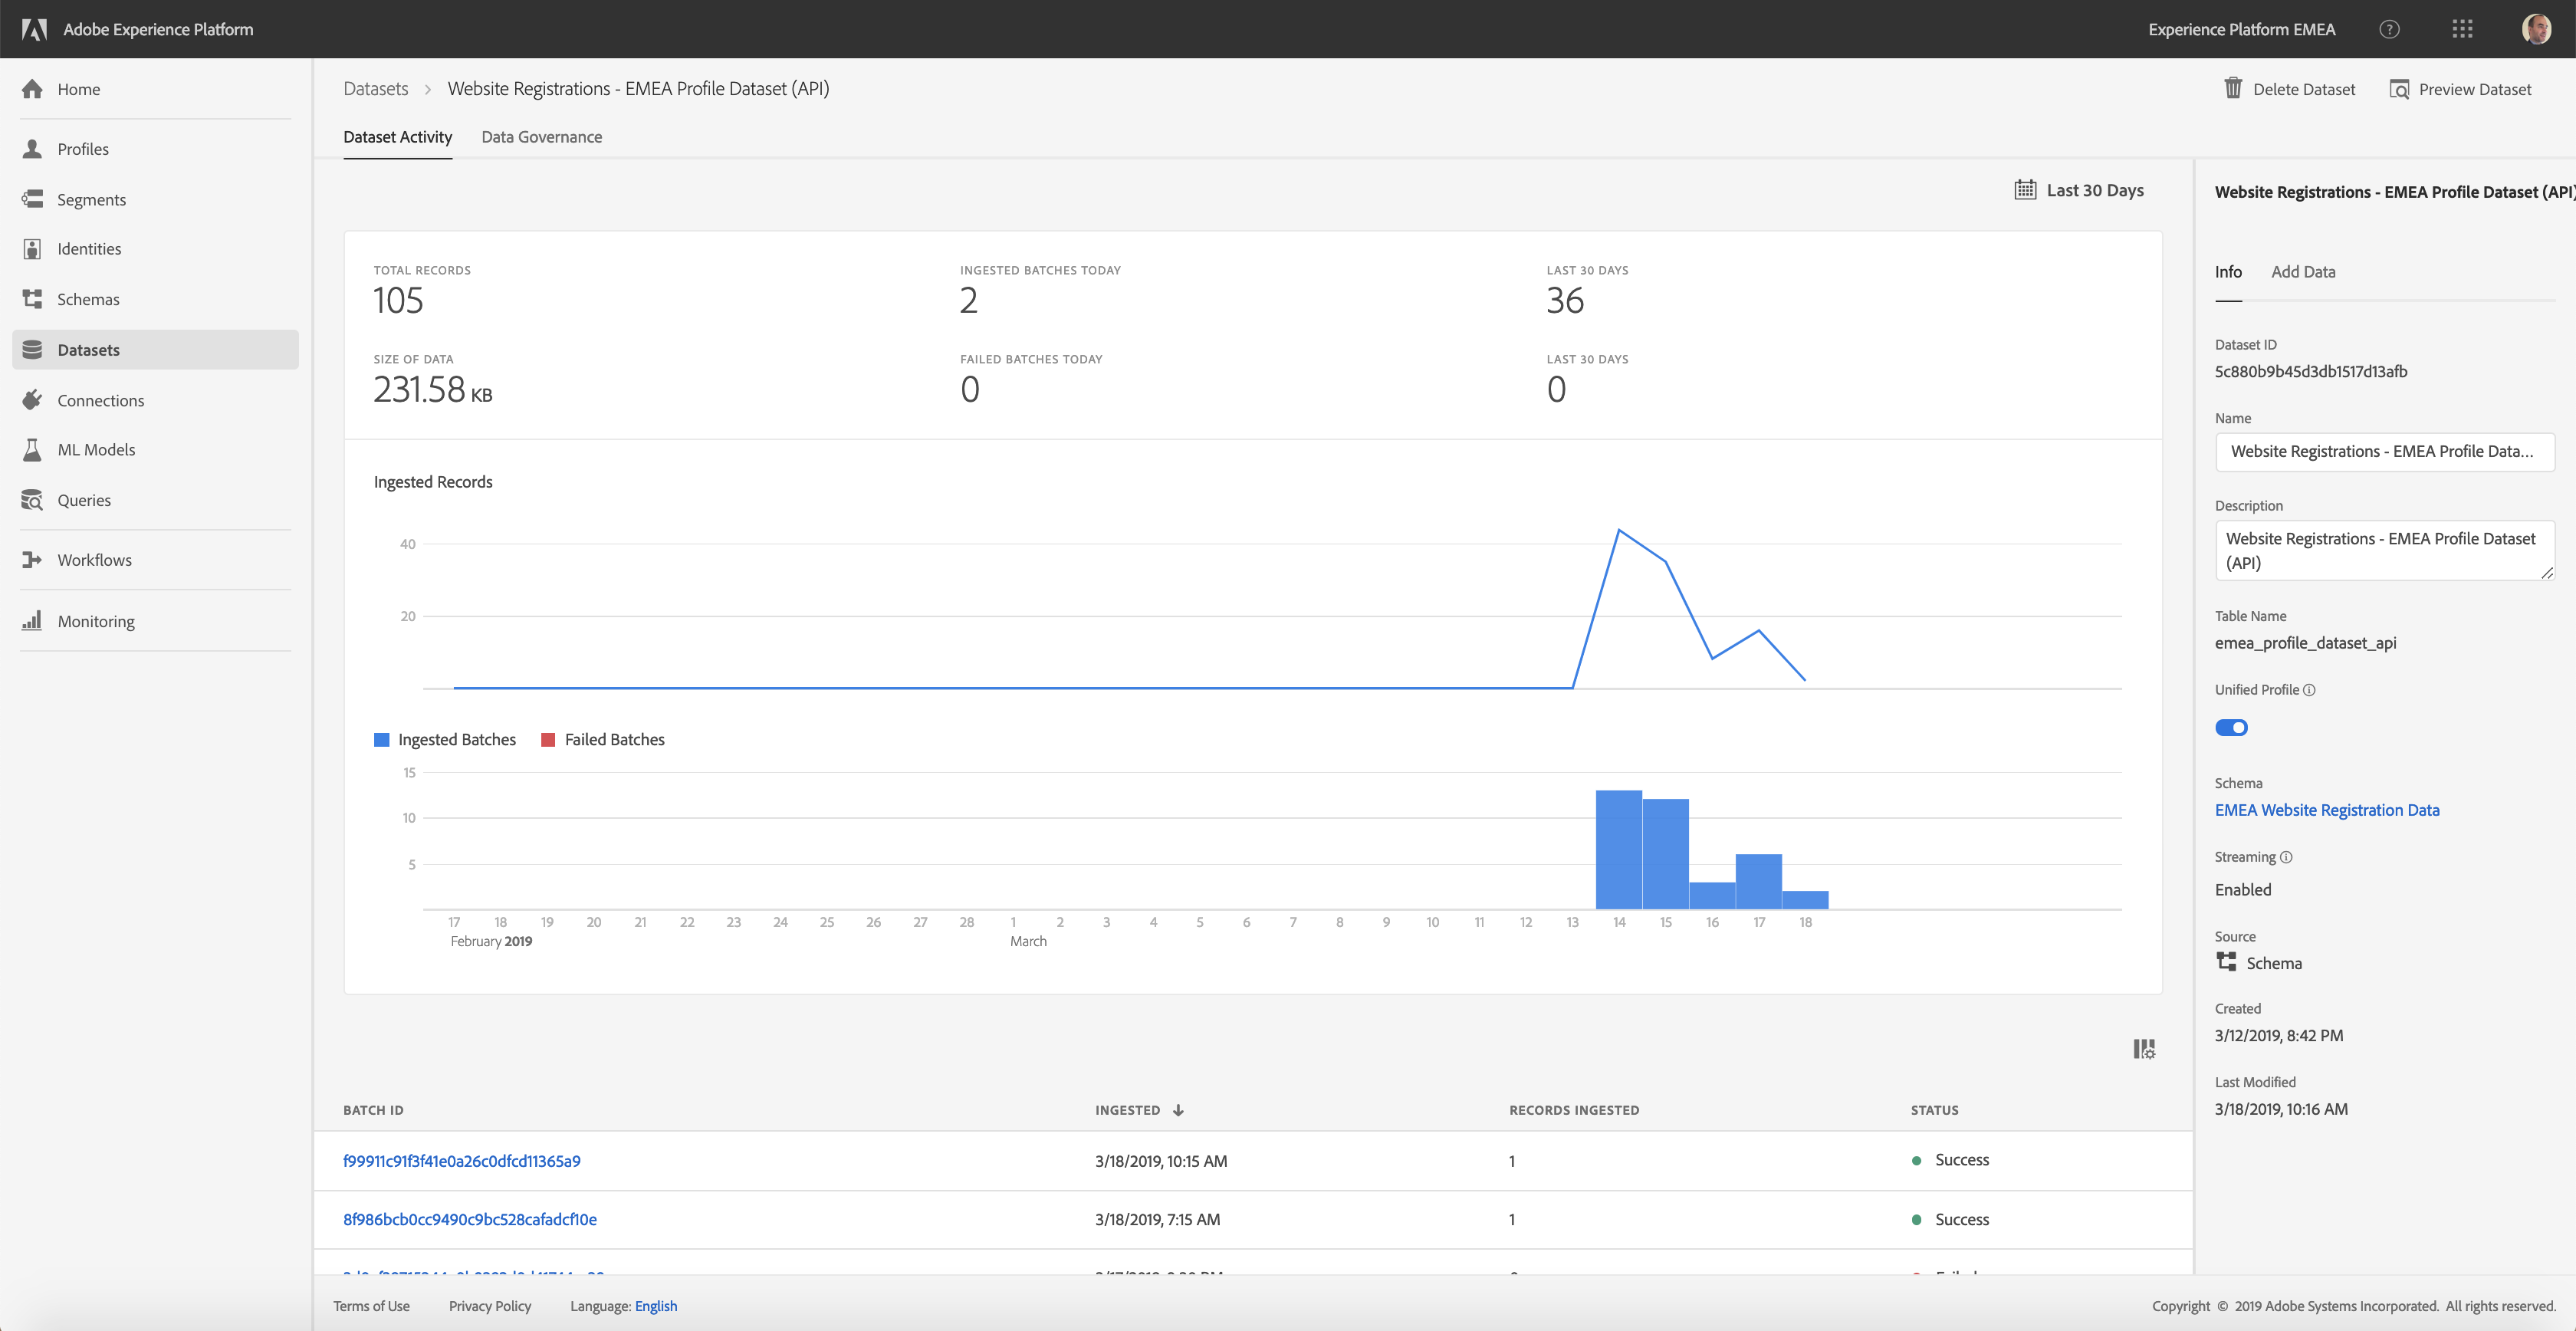 Adobe Experience Platform
Experience Platform EMEA
Home
Profiles
Segments
Identities
Schemas
Datasets
Connections
ML Models
Queries
Workflows
Monitoring
Datasets > Website Registrations - EMEA Profile Dataset (API)
Delete Dataset
Preview Dataset
Dataset Activity
Data Governance
Last 30 Days
TOTAL RECORDS
105
INGESTED BATCHES TODAY
2
LAST 30 DAYS
36
SIZE OF DATA
231.58 KB
FAILED BATCHES TODAY
0
LAST 30 DAYS
0
Ingested Records
40
20
Ingested Batches
Failed Batches
15
10
5
17 18 19 20 21 22 23 24 25 26 27 28 1 2 3 4 5 6 7 8 9 10 11 12 13 14 15 16 17 18
February 2019 March
BATCH ID INGESTED RECORDS INGESTED STATUS
f99911c91f3f41e0a26c0dfcd11365a9 3/18/2019, 10:15 AM 1 Success
8f986bcb0cc9490c9bc528cafadcf10e 3/18/2019, 7:15 AM 1 Success
Website Registrations - EMEA Profile Dataset (API)
Info
Add Data
Dataset ID
5c880b9b45d3db1517d13afb
Name
Website Registrations - EMEA Profile Data...
Description
Website Registrations - EMEA Profile Dataset
(API)
Table Name
emea_profile_dataset_api
Unified Profile
Schema
EMEA Website Registration Data
Streaming
Enabled
Source
Schema
Created
3/12/2019, 8:42 PM
Last Modified
3/18/2019, 10:16 AM
Terms of Use
Privacy Policy
Language: English
Copyright © 2019 Adobe Systems Incorporated. All rights reserved.